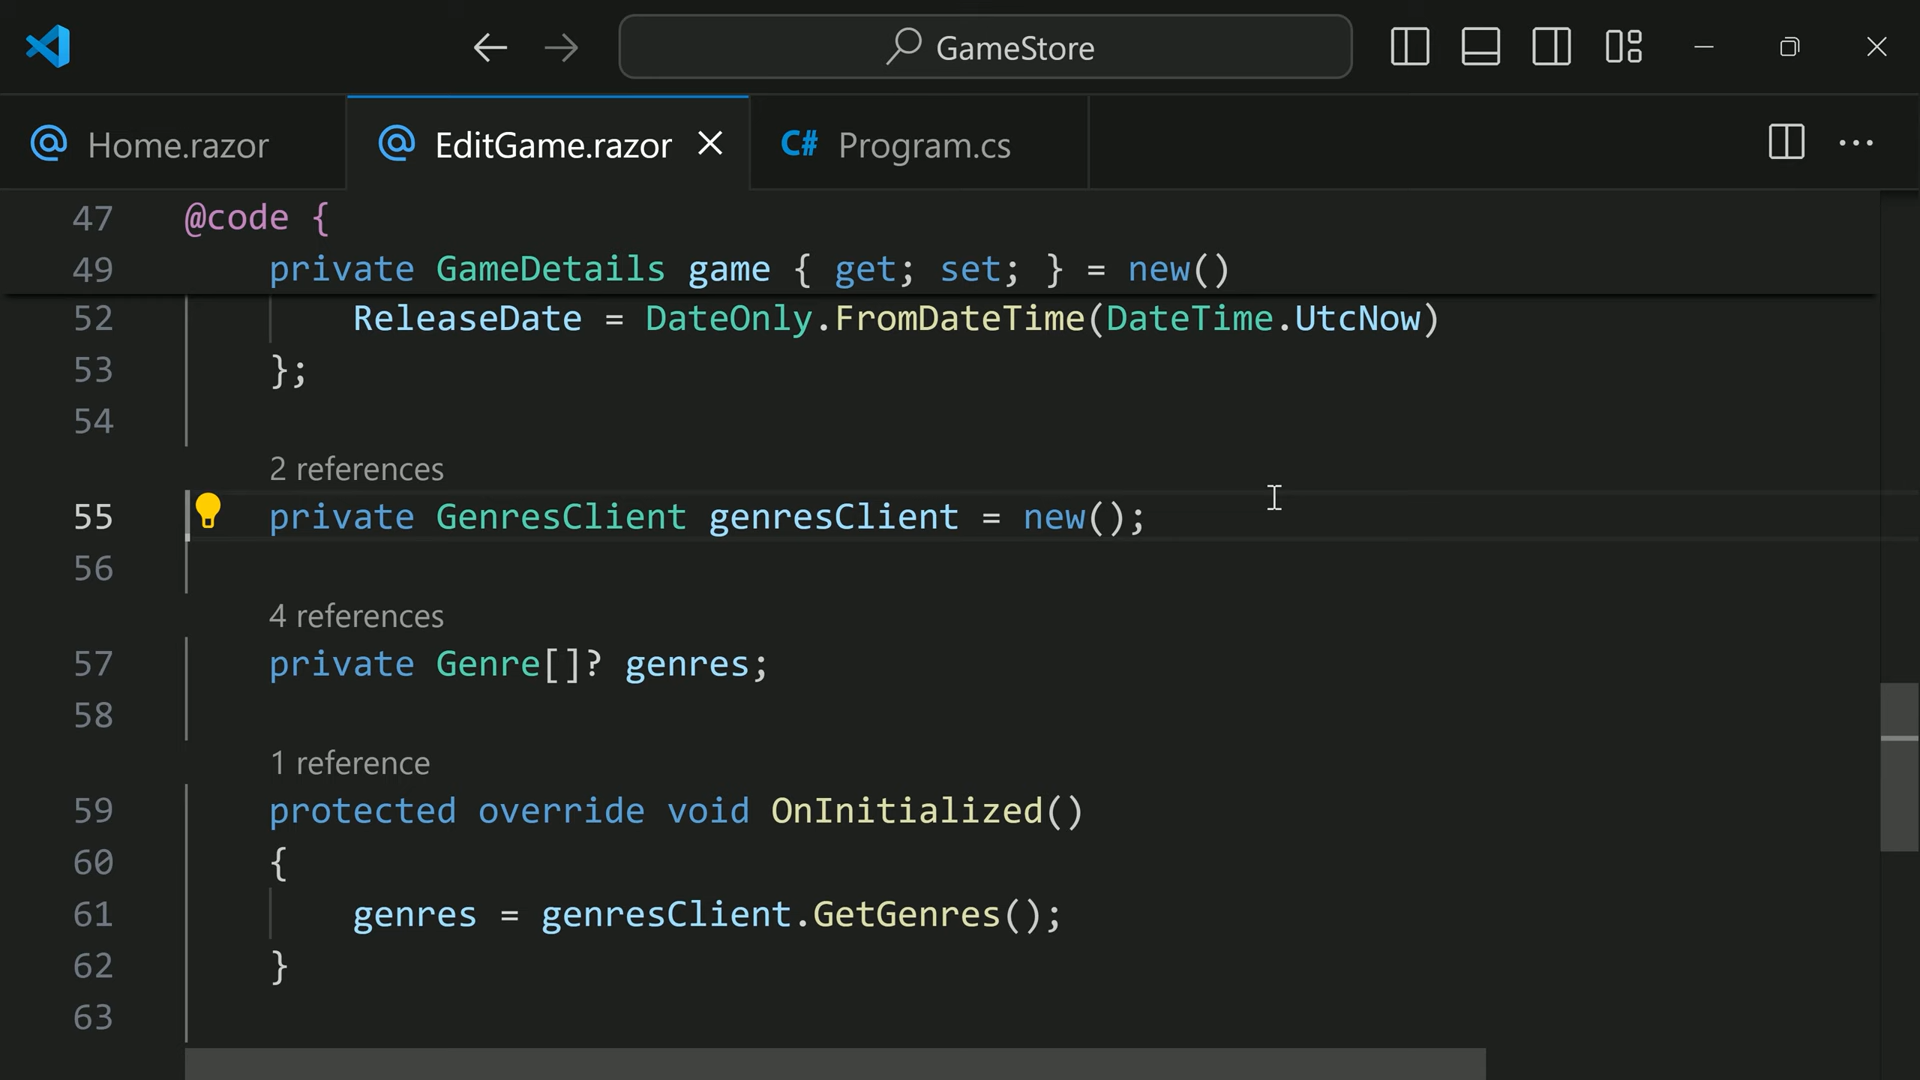 GameStore
Home.razor
EditGame.razor
C# Program.cs
47 @code {
49 private GameDetails game { get; set; } = new()
52 ReleaseDate = DateOnly.FromDateTime(DateTime.UtcNow)
53 };
54
2 references
55 private GenresClient genresClient = new();
56
4 references
57 private Genre[]? genres;
58
1 reference
59 protected override void OnInitialized()
60 {
61 genres = genresClient.GetGenres();
62 }
63